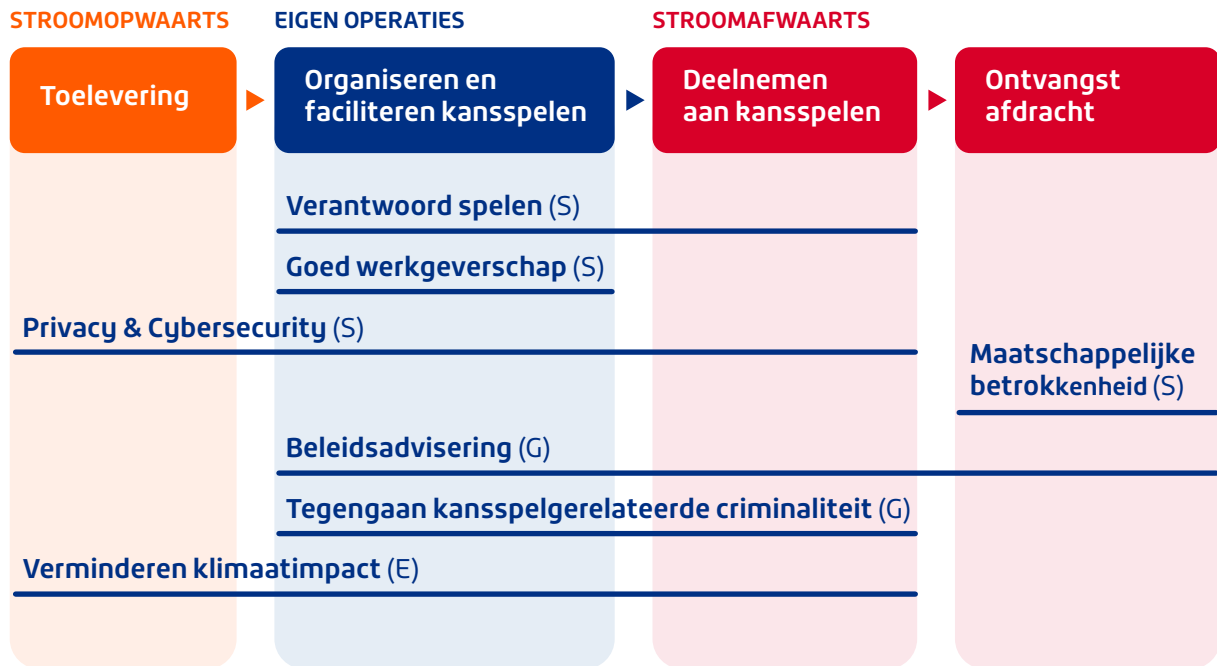 STROOMOPWAARTS
EIGEN OPERATIES
STROOMAFWAARTS
Toelevering
Organiseren en
faciliteren kansspelen
Deelnemen
aan kansspelen
Ontvangst
afdracht
Verantwoord spelen (S)
Goed werkgeverschap (S)
Privacy & Cybersecurity (S)
Maatschappelijke
betrokkenheid (S)
Beleidsadvisering (G)
Tegengaan kansspelgerelateerde criminaliteit (G)
Verminderen klimaatimpact (E)